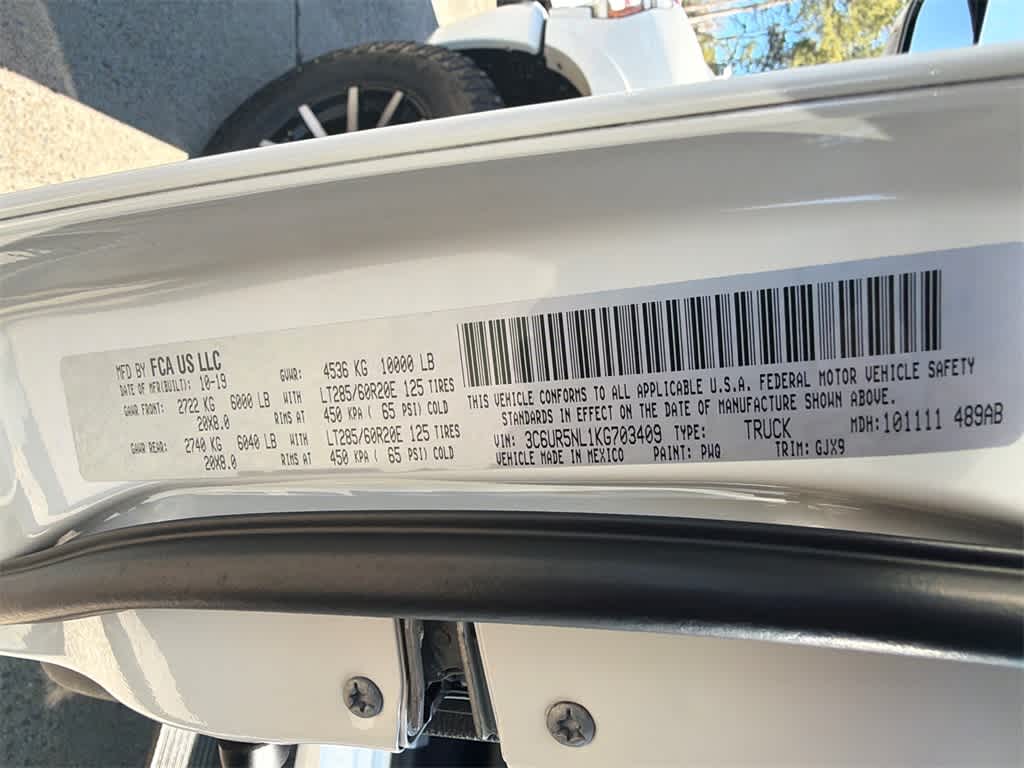 MFD BY FCA US LLC
DATE OF MFR(BUILT): 10-19 GVWR: 4536 KG 10000 LB
GAWR FRONT: 2722 KG 6000 LB WITH LT285/60R20E 125 TIRES
20X8.0 RIMS AT 450 KPA ( 65 PSI) COLD
GAWR REAR: 2740 KG 6040 LB WITH LT285/60R20E 125 TIRES
20X8.0 RIMS AT 450 KPA ( 65 PSI) COLD
THIS VEHICLE CONFORMS TO ALL APPLICABLE U.S.A. FEDERAL MOTOR VEHICLE SAFETY
STANDARDS IN EFFECT ON THE DATE OF MANUFACTURE SHOWN ABOVE.
VIN: 3C6UR5NL1KG703409 TYPE: TRUCK MDH: 101111 489AB
VEHICLE MADE IN MEXICO PAINT: PWQ TRIM: GJX9